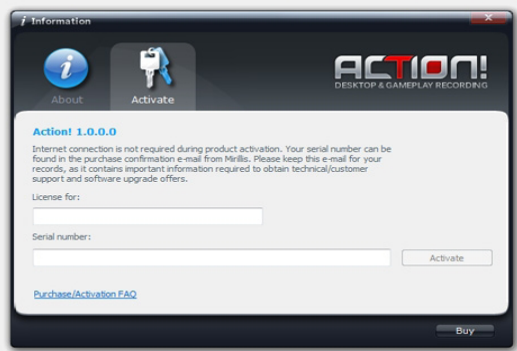 Information
About
Activate
ACTION!
DESKTOP & GAMEPLAY RECORDING
Action! 1.0.0.0
Internet connection is not required during product activation. Your serial number can be
found in the purchase confirmation e-mail from Mirillis. Please keep this e-mail for your
records, as it contains important information required to obtain technical/customer
support and software upgrade offers.
License for:
Serial number:
Activate
Purchase/Activation FAQ
Buy